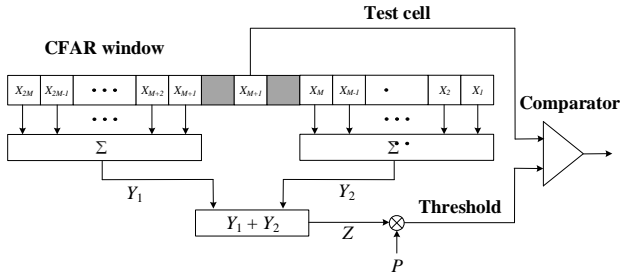 Test cell
CFAR window
X2M X2M-1 • • • XM+2 XM+1 XM+1 XM XM-1 • X2 X1
• • • • • •
Comparator
Σ Σ
Y1 Y2
Threshold
Y1 + Y2
Z
P